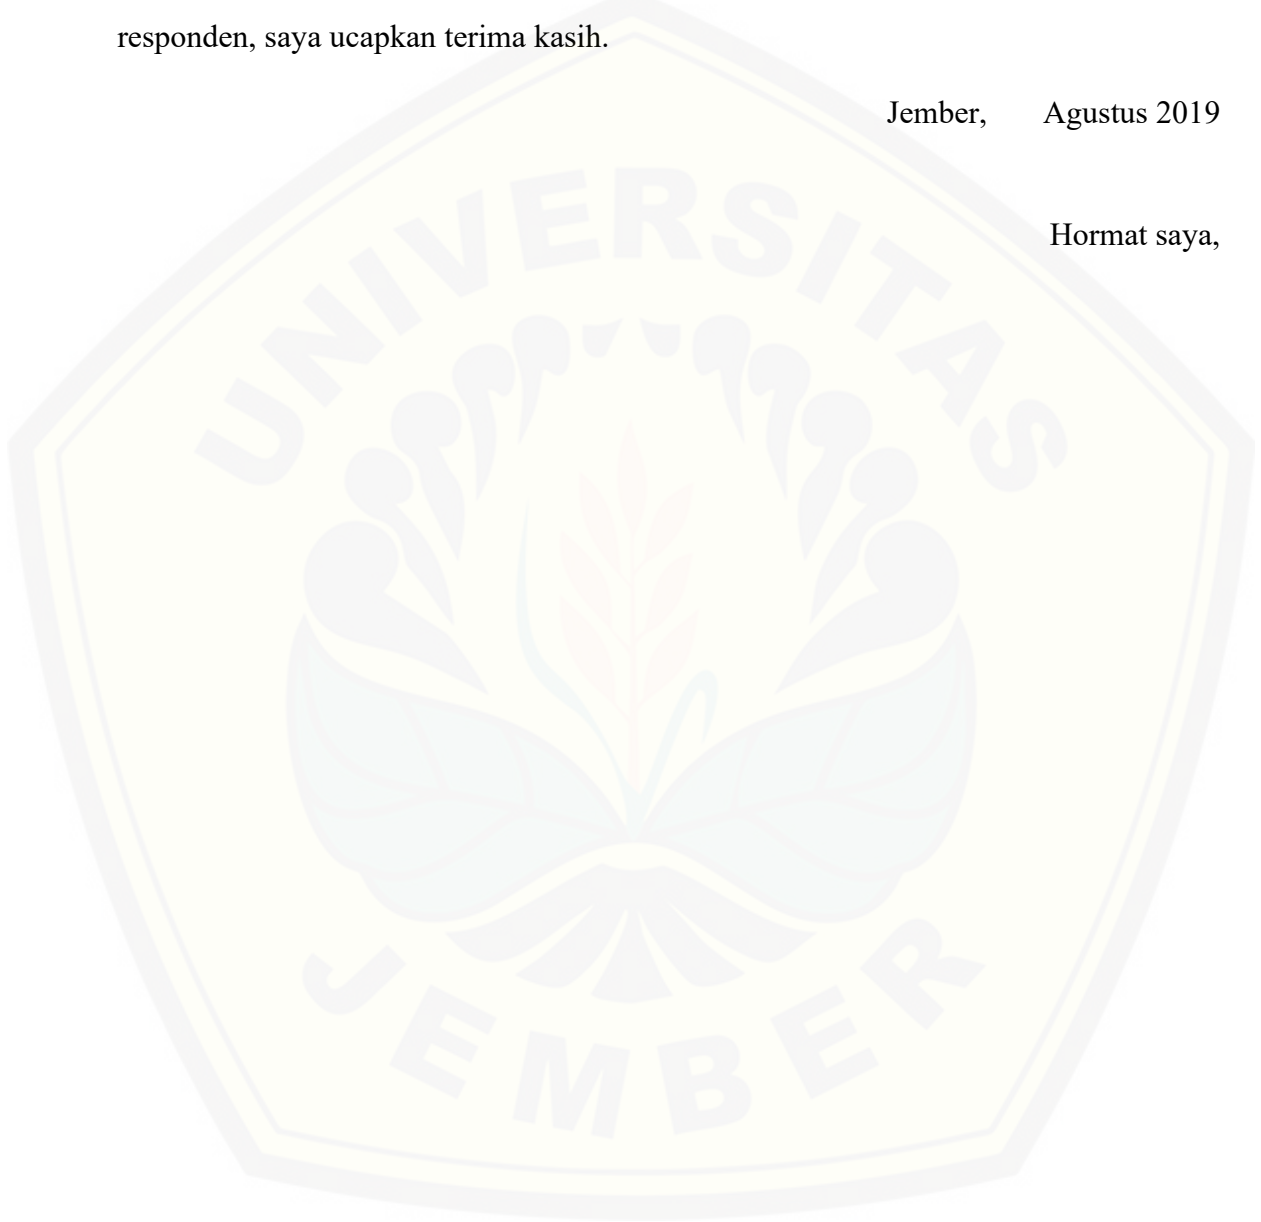 responden, saya ucapkan terima kasih.
Jember, Agustus 2019
Hormat saya,
UNIVERSITAS
JEMBER